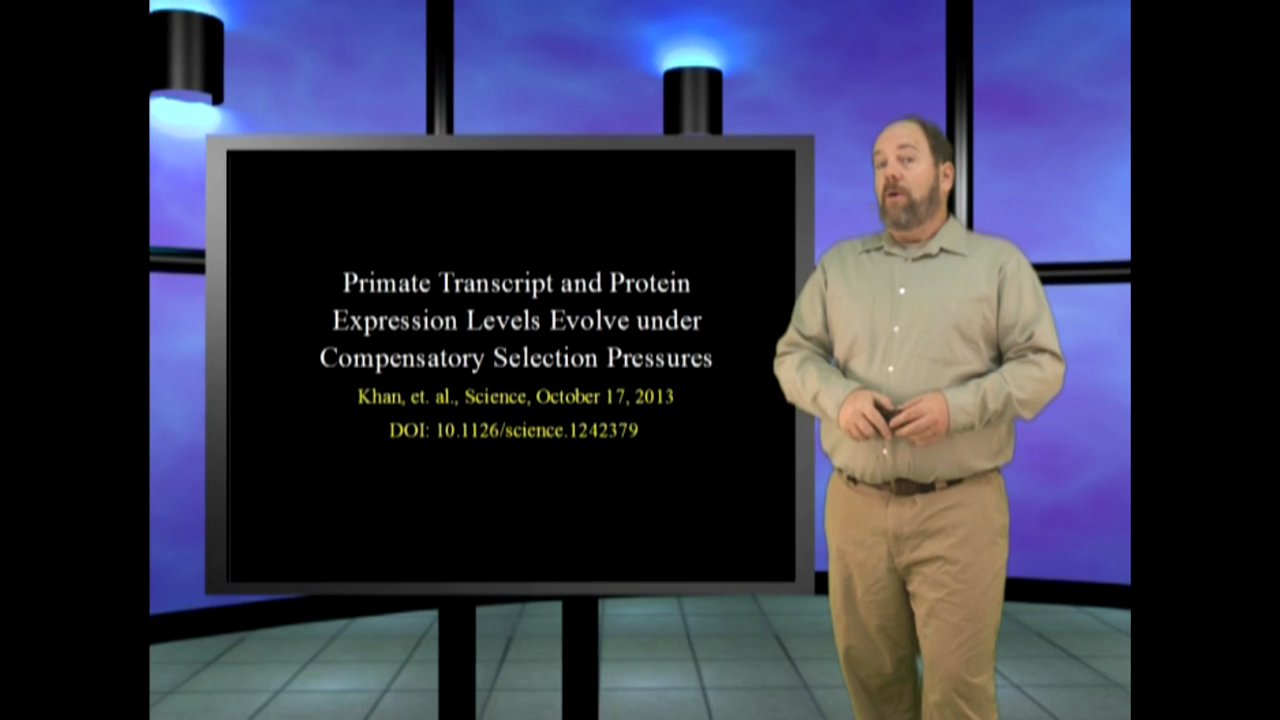 Primate Transcript and Protein
Expression Levels Evolve under
Compensatory Selection Pressures
Khan, et. al., Science, October 17, 2013
DOI: 10.1126/science.1242379